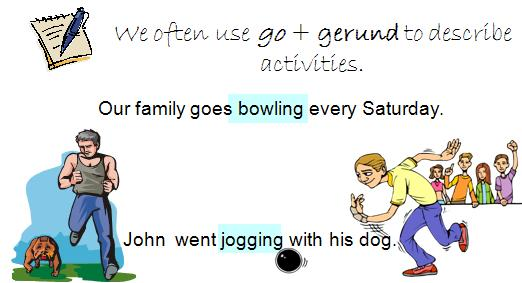 We often use go + gerund to describe
activities.
Our family goes bowling every Saturday.
John went jogging with his dog.